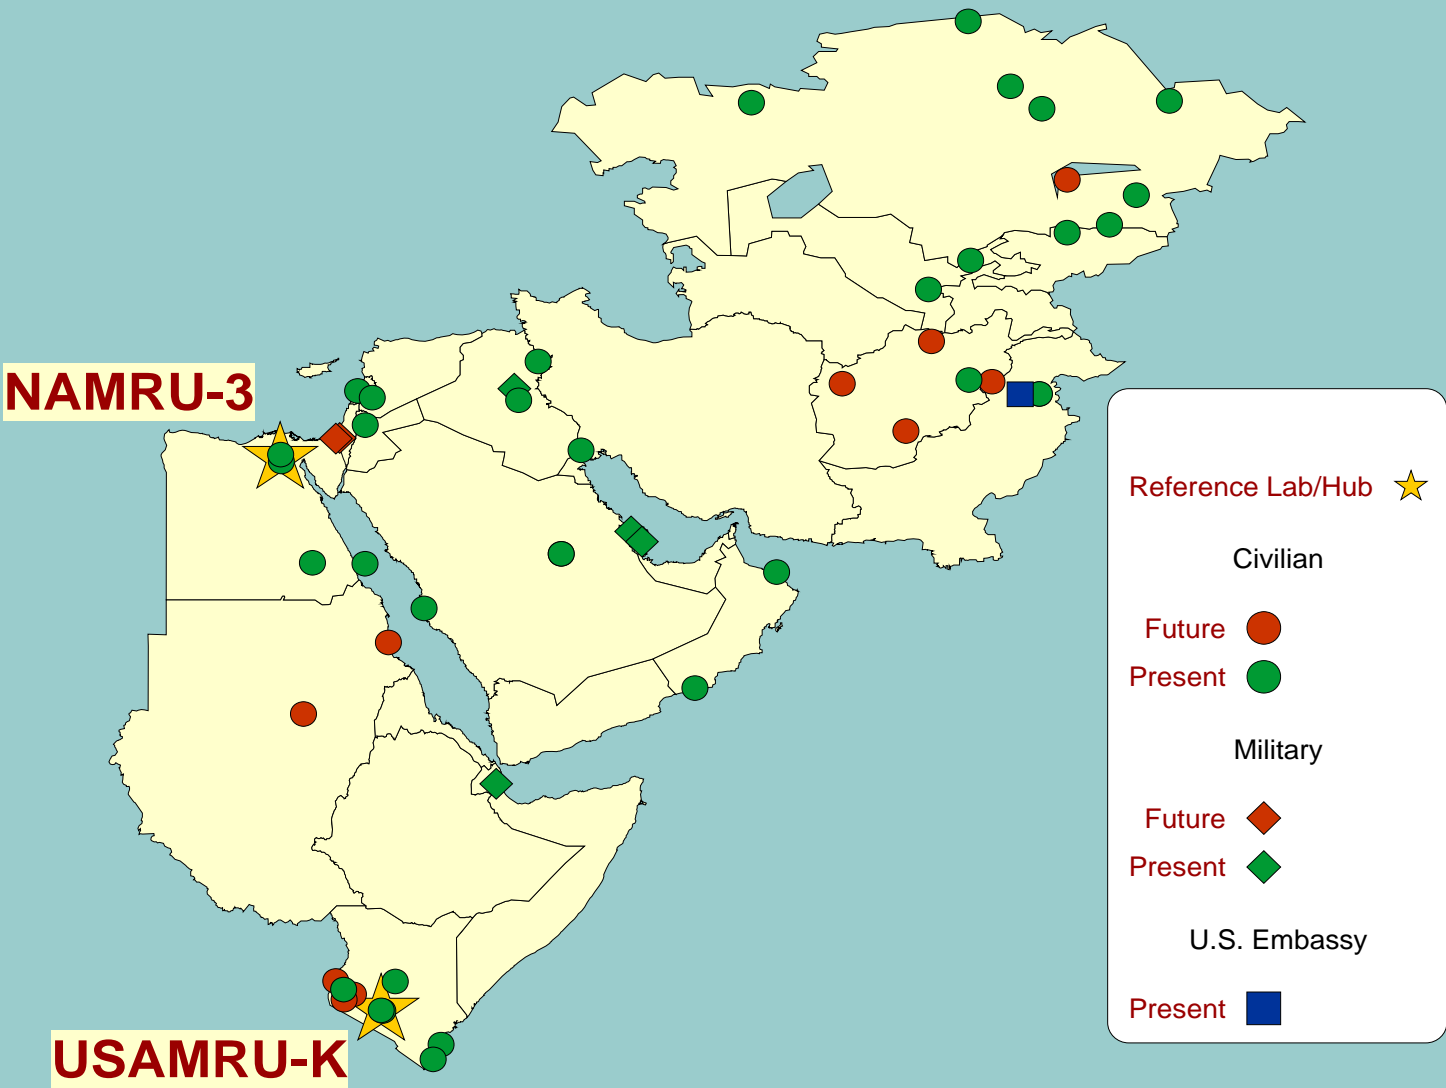 NAMRU-3
Reference Lab/Hub
Civilian
Future
Present
Military
Future
Present
U.S. Embassy
Present
USAMRU-K